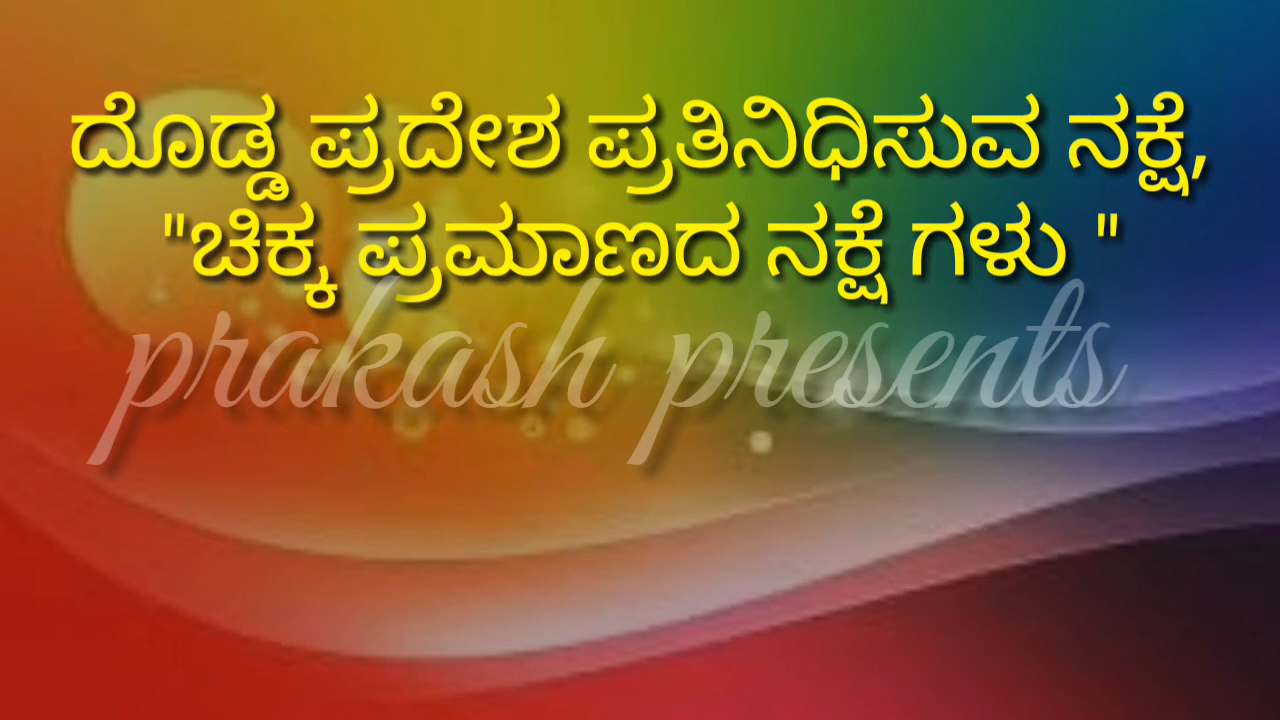 ದೊಡ್ಡ ಪ್ರದೇಶ ಪ್ರತಿನಿಧಿಸುವ ನಕ್ಷೆ,
"ಚಿಕ್ಕ ಪ್ರಮಾಣದ ನಕ್ಷೆ ಗಳು "
prakash presents